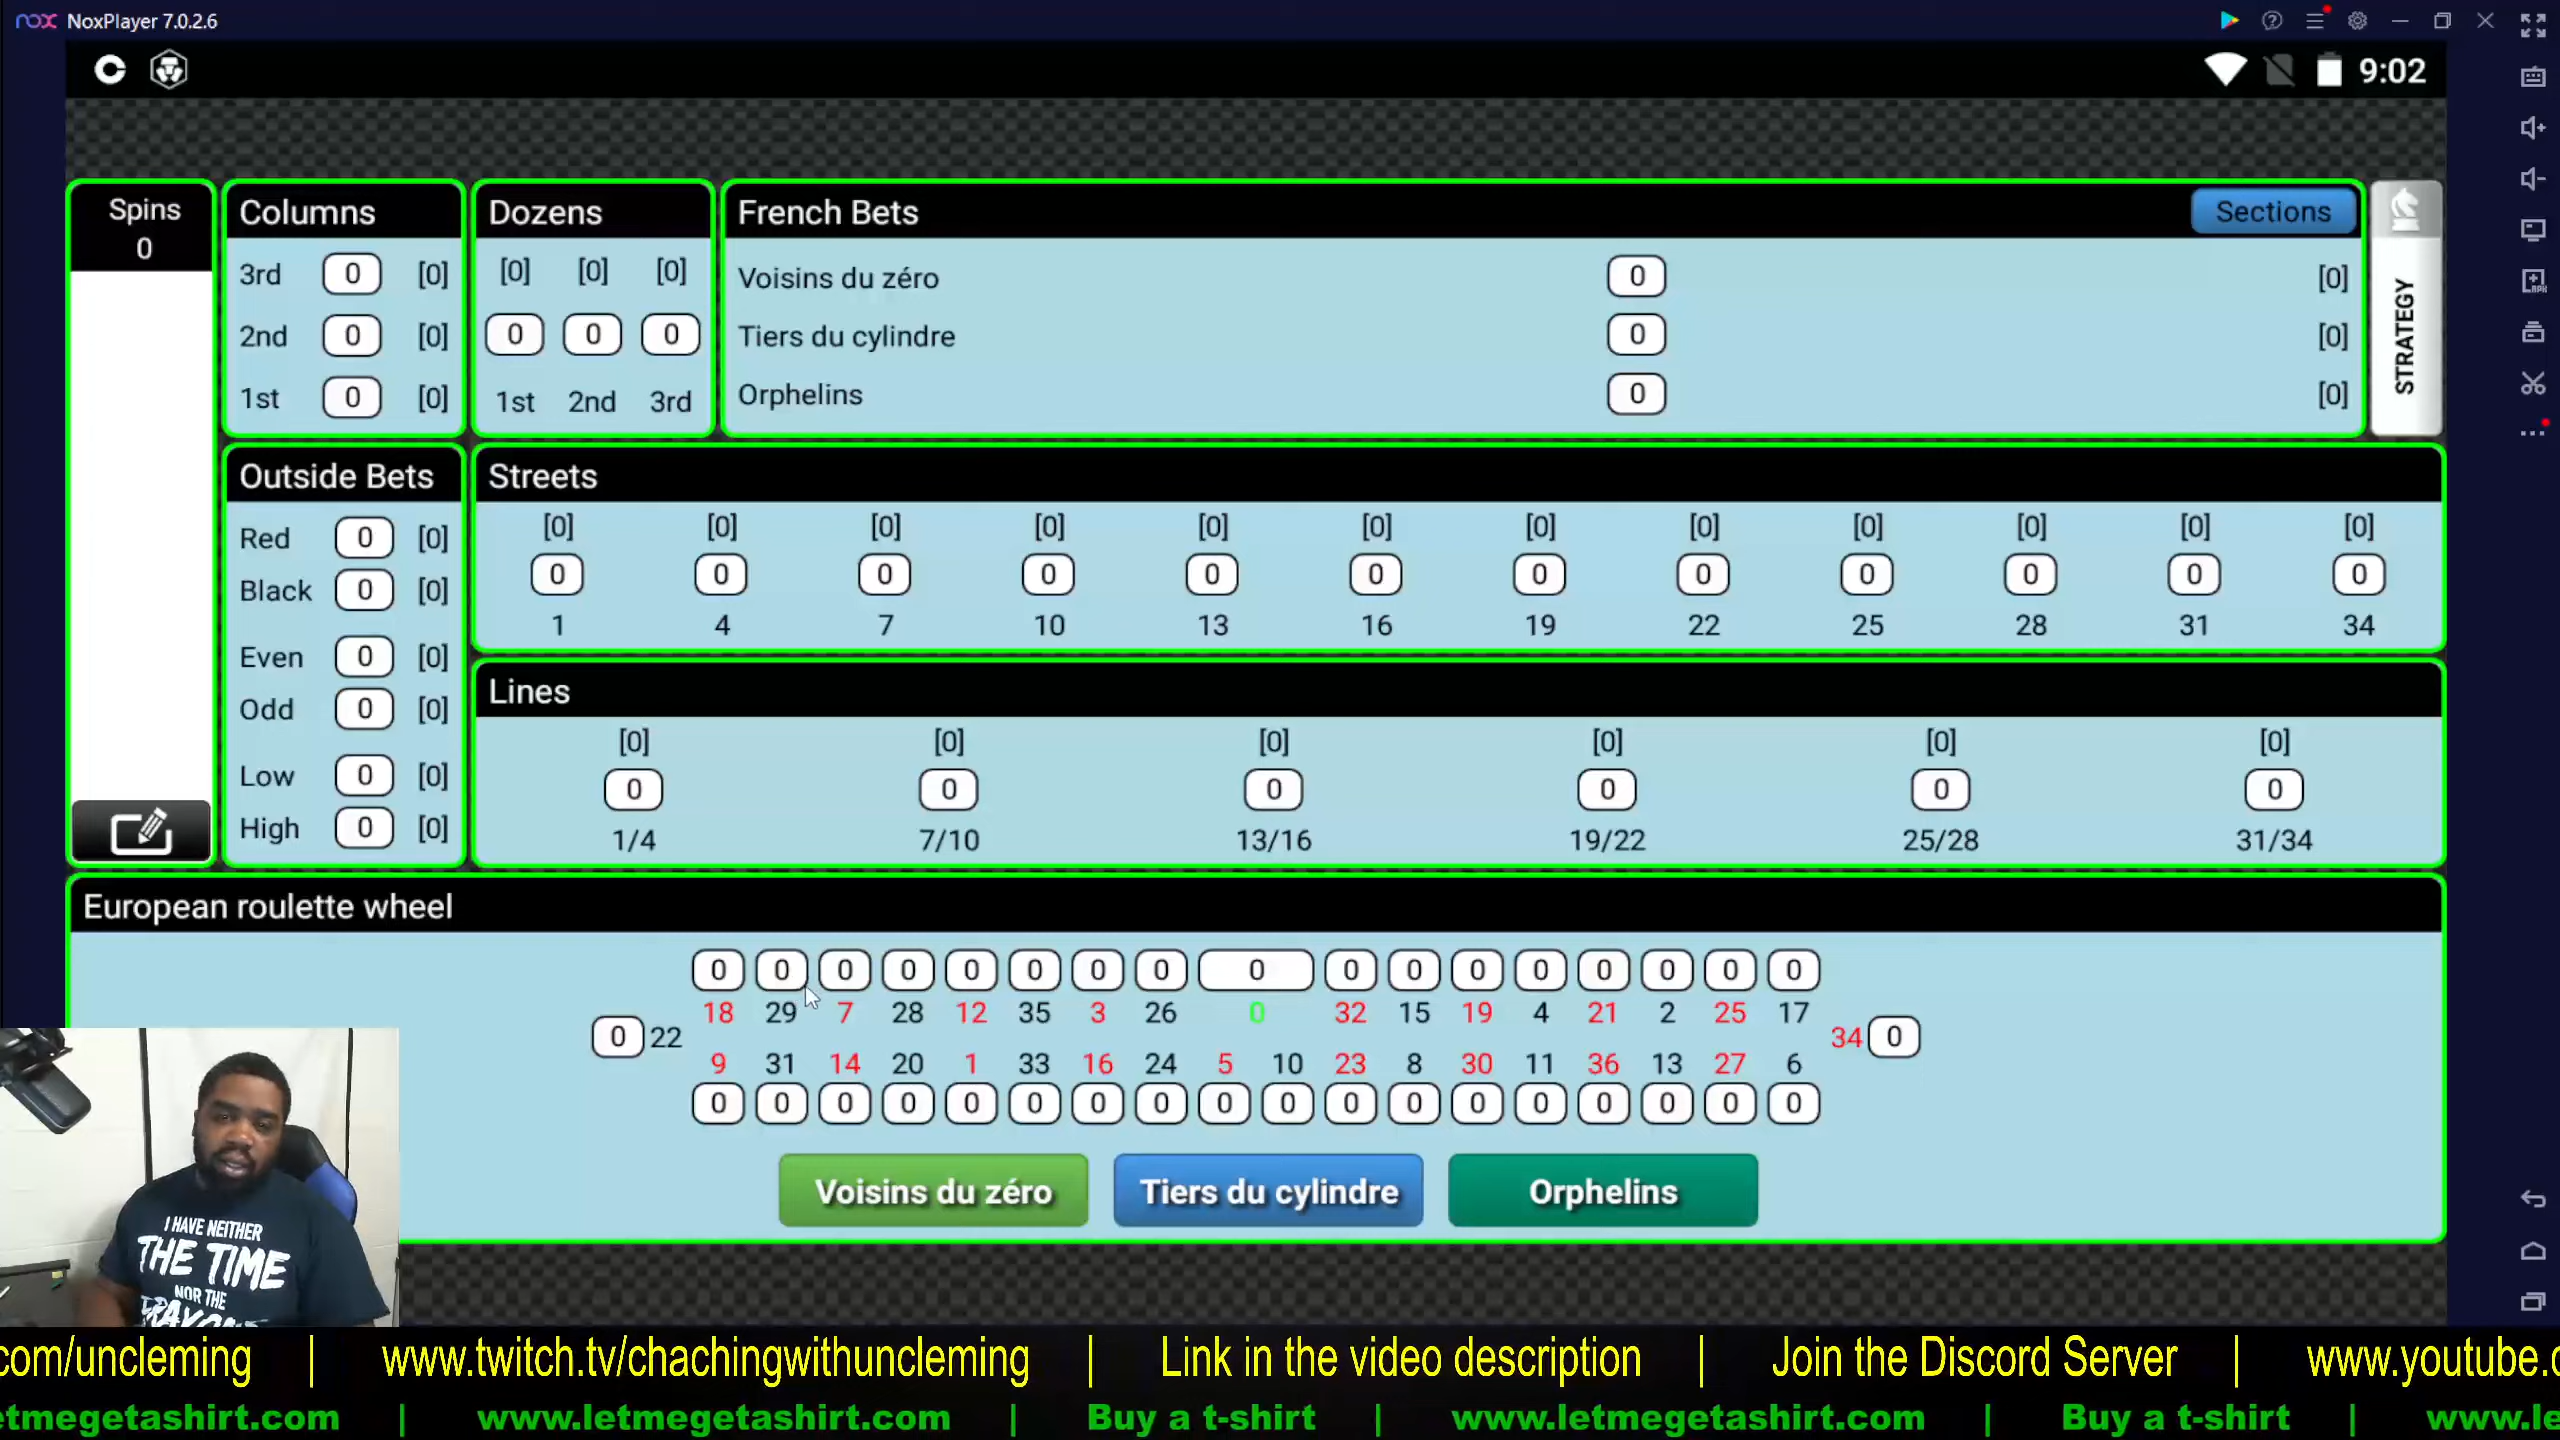 nox NoxPlayer 7.0.2.6
9:02
Spins
0
Columns
3rd 0 [0]
2nd 0 [0]
1st 0 [0]
Dozens
[0] [0] [0]
0 0 0
1st 2nd 3rd
French Bets
Sections
Voisins du zéro 0 [0]
Tiers du cylindre 0 [0]
Orphelins 0 [0]
STRATEGY
Outside Bets
Red 0 [0]
Black 0 [0]
Even 0 [0]
Odd 0 [0]
Low 0 [0]
High 0 [0]
Streets
[0] [0] [0] [0] [0] [0] [0] [0] [0] [0] [0] [0]
0 0 0 0 0 0 0 0 0 0 0 0
1 4 7 10 13 16 19 22 25 28 31 34
Lines
[0] [0] [0] [0] [0] [0]
0 0 0 0 0 0
1/4 7/10 13/16 19/22 25/28 31/34
European roulette wheel
0 0 0 0 0 0 0 0 0 0 0 0 0 0 0 0 0
18 29 7 28 12 35 3 26 0 32 15 19 4 21 2 25 17
0 22 34 0
9 31 14 20 1 33 16 24 5 10 23 8 30 11 36 13 27 6
0 0 0 0 0 0 0 0 0 0 0 0 0 0 0 0 0 0
Voisins du zéro Tiers du cylindre Orphelins
I HAVE NEITHER
THE TIME
NOR THE
com/uncleming | www.twitch.tv/chachingwithuncleming | Link in the video description | Join the Discord Server | www.youtube.c
etmegetashirt.com | www.letmegetashirt.com | Buy a t-shirt | www.letmegetashirt.com | Buy a t-shirt | www.le